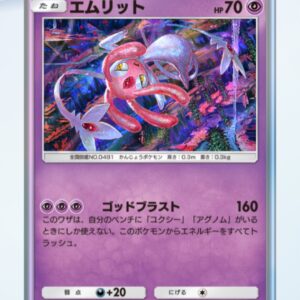 たね エムリット HP70
全国図鑑NO.0481 かんじょうポケモン 高さ:0.3m 重さ:0.3kg
ゴッドブラスト 160
このワザは、自分のベンチに「ユクシー」「アグノム」がいる
ときにしか使えない。このポケモンからエネルギーをすべてト
ラッシュ。
弱点 +20 にげる